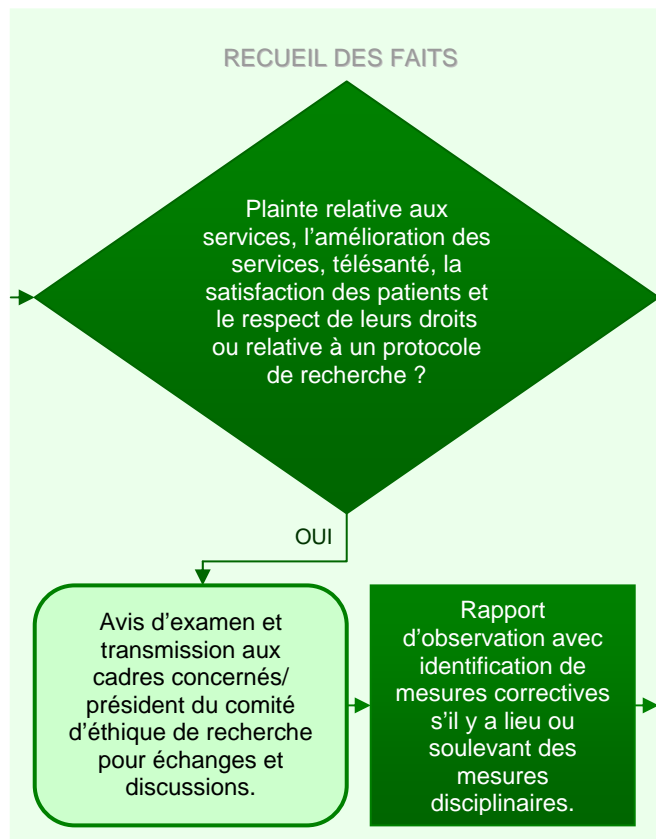 RECUEIL DES FAITS
Plainte relative aux
services, l’amélioration des
services, télésanté, la
satisfaction des patients et
le respect de leurs droits
ou relative à un protocole
de recherche ?
OUI
Avis d’examen et
transmission aux
cadres concernés/
président du comité
d’éthique de recherche
pour échanges et
discussions.
Rapport
d’observation avec
identification de
mesures correctives
s’il y a lieu ou
soulevant des
mesures
disciplinaires.